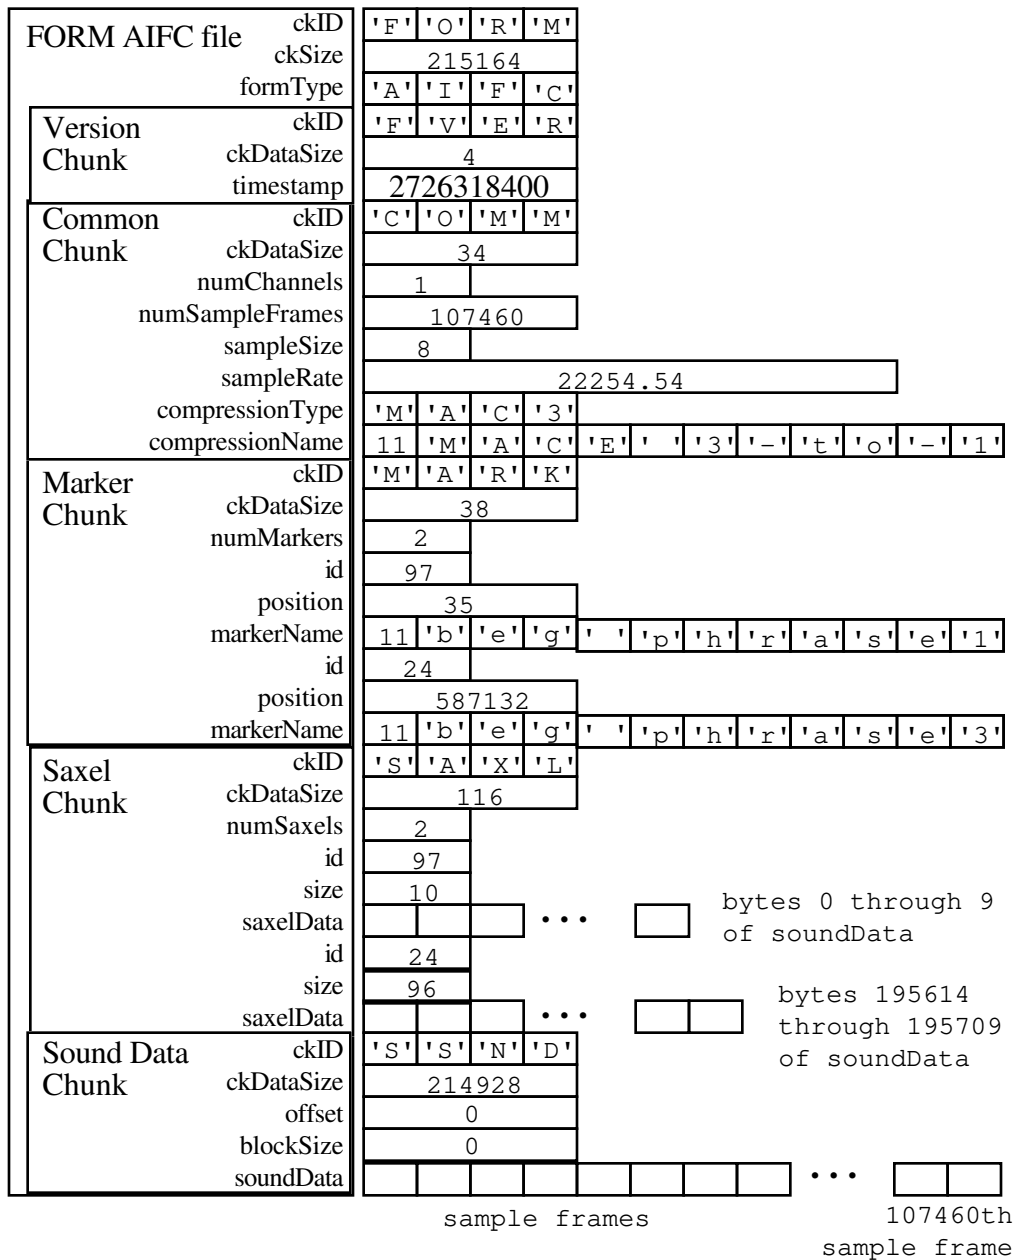 FORM AIFC file ckID 'F' 'O' 'R' 'M'
ckSize 215164
formType 'A' 'I' 'F' 'C'
Version ckID 'F' 'V' 'E' 'R'
Chunk ckDataSize 4
timestamp 2726318400
Common ckID 'C' 'O' 'M' 'M'
Chunk ckDataSize 34
numChannels 1
numSampleFrames 107460
sampleSize 8
sampleRate 22254.54
compressionType 'M' 'A' 'C' '3'
compressionName 11 'M' 'A' 'C' 'E' ' ' '3' '-' 't' 'o' '-' '1'
Marker ckID 'M' 'A' 'R' 'K'
Chunk ckDataSize 38
numMarkers 2
id 97
position 35
markerName 11 'b' 'e' 'g' ' ' 'p' 'h' 'r' 'a' 's' 'e' '1'
id 24
position 587132
markerName 11 'b' 'e' 'g' ' ' 'p' 'h' 'r' 'a' 's' 'e' '3'
Saxel ckID 'S' 'A' 'X' 'L'
Chunk ckDataSize 116
numSaxels 2
id 97
size 10
saxelData ••• bytes 0 through 9
of soundData
id 24
size 96
saxelData ••• bytes 195614
through 195709
of soundData
Sound Data ckID 'S' 'S' 'N' 'D'
Chunk ckDataSize 214928
offset 0
blockSize 0
soundData •••
sample frames 107460th
sample frame